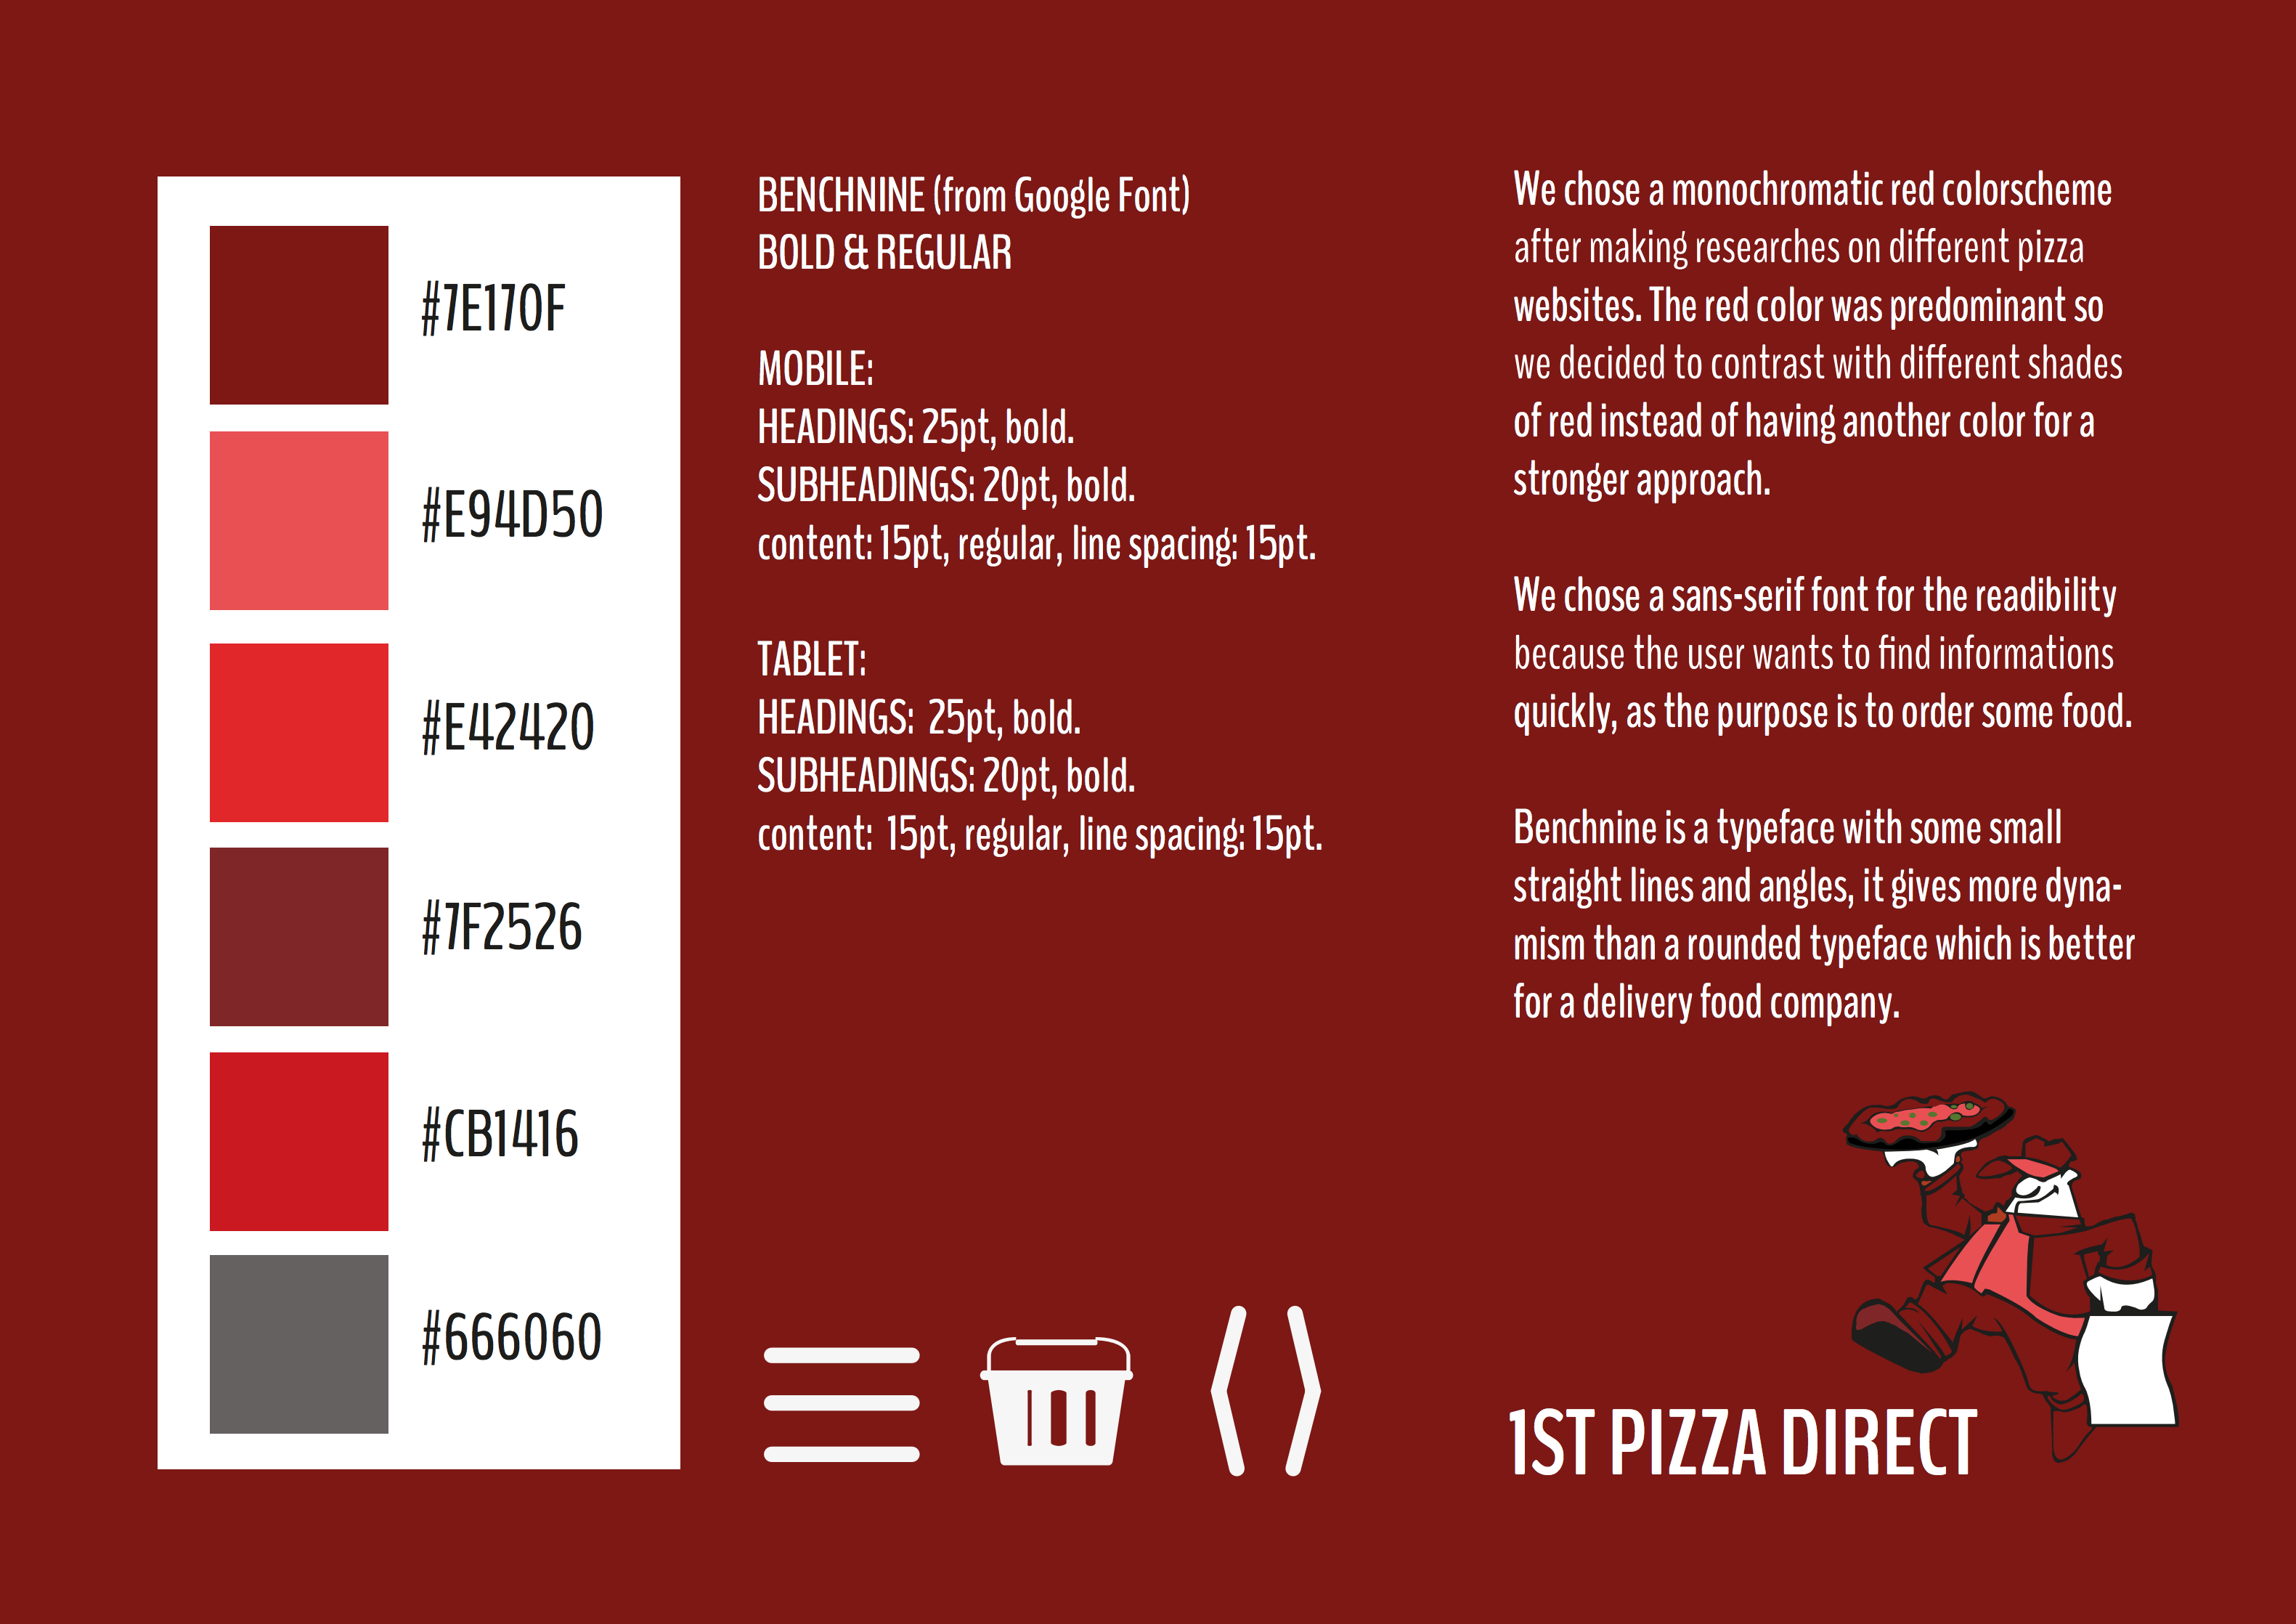 #7E170F
#E94D50
#E42420
#7F2526
#CB1416
#666060
BENCHNINE (from Google Font)
BOLD & REGULAR
MOBILE:
HEADINGS: 25pt, bold.
SUBHEADINGS: 20pt, bold.
content: 15pt, regular, line spacing: 15pt.
TABLET:
HEADINGS: 25pt, bold.
SUBHEADINGS: 20pt, bold.
content: 15pt, regular, line spacing: 15pt.
We chose a monochromatic red colorscheme
after making researches on different pizza
websites. The red color was predominant so
we decided to contrast with different shades
of red instead of having another color for a
stronger approach.
We chose a sans-serif font for the readibility
because the user wants to find informations
quickly, as the purpose is to order some food.
Benchnine is a typeface with some small
straight lines and angles, it gives more dyna-
mism than a rounded typeface which is better
for a delivery food company.
1ST PIZZA DIRECT